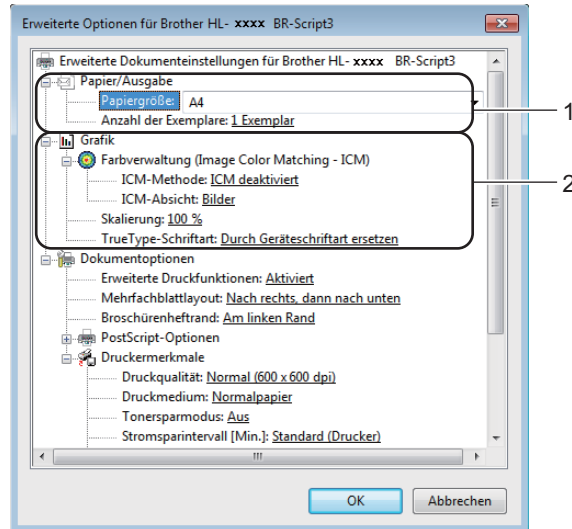 Erweiterte Optionen für Brother HL- xxxx BR-Script3
Erweiterte Dokumenteinstellungen für Brother HL- xxxx BR-Script3
Papier/Ausgabe
Papiergröße: A4
Anzahl der Exemplare: 1 Exemplar
1
Grafik
Farbverwaltung (Image Color Matching - ICM)
ICM-Methode: ICM deaktiviert
2
ICM-Absicht: Bilder
Skalierung: 100 %
TrueType-Schriftart: Durch Geräteschriftart ersetzen
Dokumentoptionen
Erweiterte Druckfunktionen: Aktiviert
Mehrfachblattlayout: Nach rechts, dann nach unten
Broschürenheftrand: Am linken Rand
PostScript-Optionen
Druckermerkmale
Druckqualität: Normal (600 x 600 dpi)
Druckmedium: Normalpapier
Tonersparmodus: Aus
Stromsparintervall [Min.]: Standard (Drucker)
OK
Abbrechen